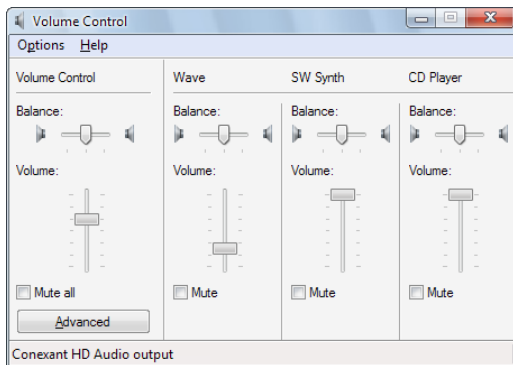 Volume Control
Options Help
Volume Control Wave SW Synth CD Player
Balance: Balance: Balance: Balance:
Volume: Volume: Volume: Volume:
Mute all Mute Mute Mute
Advanced
Conexant HD Audio output